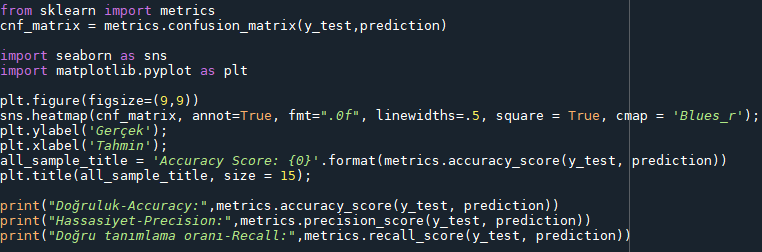 from sklearn import metrics
cnf_matrix = metrics.confusion_matrix(y_test,prediction)
import seaborn as sns
import matplotlib.pyplot as plt
plt.figure(figsize=(9,9))
sns.heatmap(cnf_matrix, annot=True, fmt=".0f", linewidths=.5, square = True, cmap = 'Blues_r');
plt.ylabel('Gerçek');
plt.xlabel('Tahmin');
all_sample_title = 'Accuracy Score: {0}'.format(metrics.accuracy_score(y_test, prediction))
plt.title(all_sample_title, size = 15);
print("Doğruluk-Accuracy:",metrics.accuracy_score(y_test, prediction))
print("Hassasiyet-Precision:",metrics.precision_score(y_test, prediction))
print("Doğru tanımlama oranı-Recall:",metrics.recall_score(y_test, prediction))